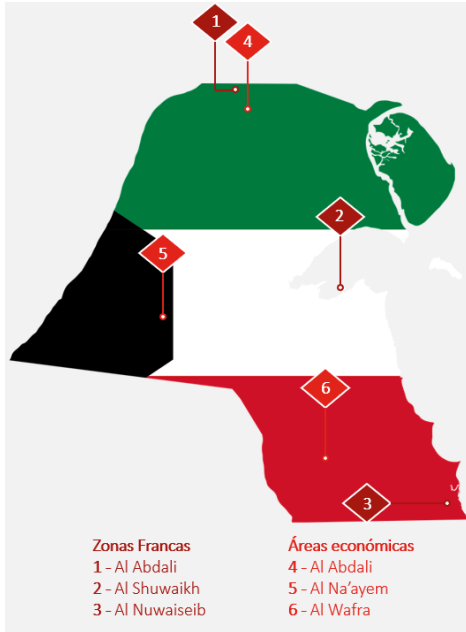 1
4
2
5
6
3
Zonas Francas
1 - Al Abdali
2 - Al Shuwaikh
3 - Al Nuwaiseib
Áreas económicas
4 - Al Abdali
5 - Al Na'ayem
6 - Al Wafra